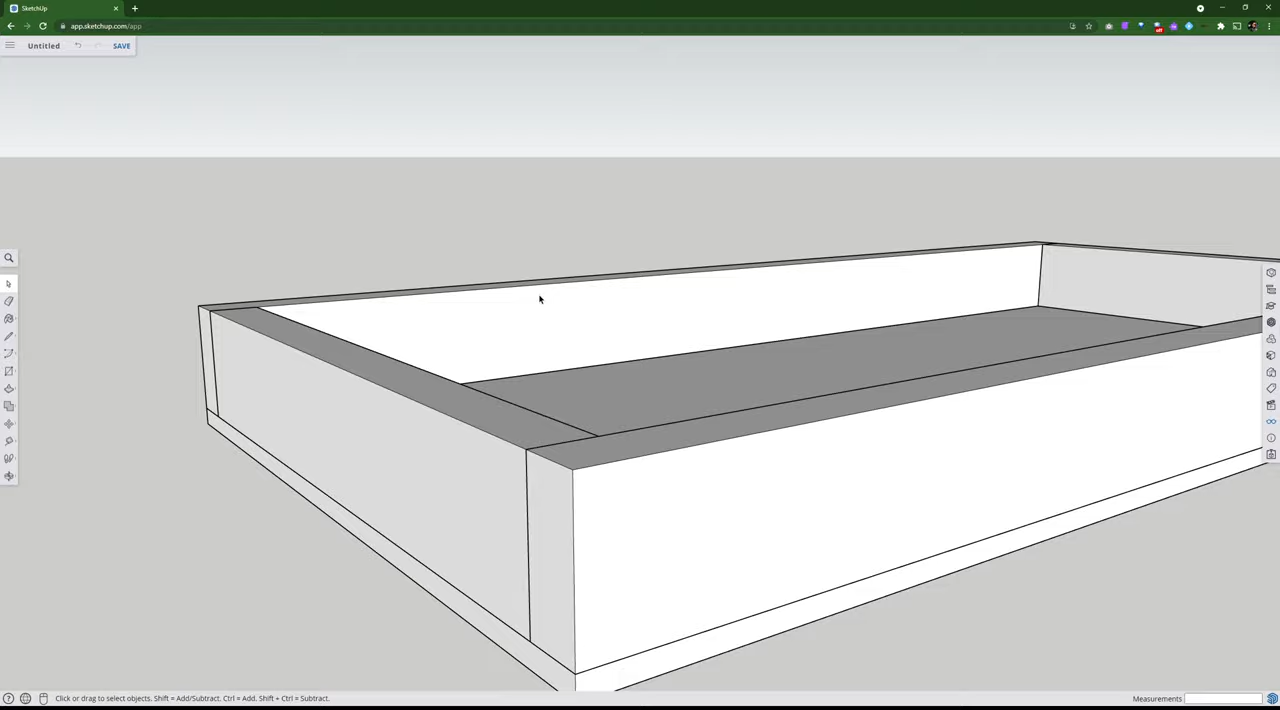 SketchUp
app.sketchup.com/app
off
Untitled
SAVE
Click or drag to select objects. Shift = Add/Subtract. Ctrl = Add. Shift + Ctrl = Subtract.
Measurements